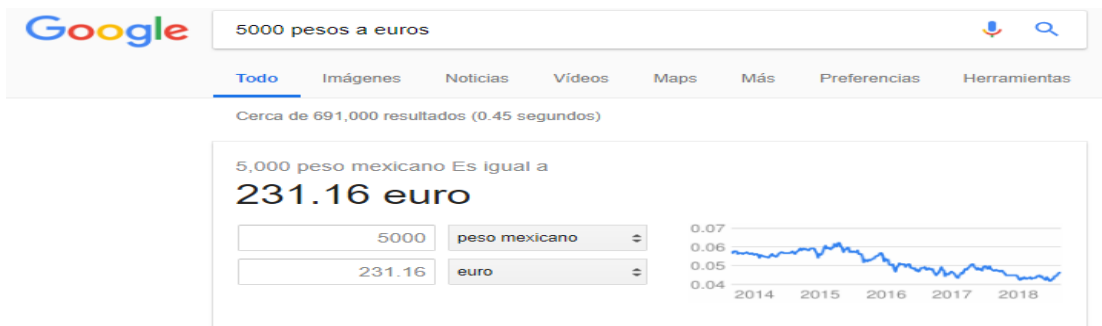 Google 5000 pesos a euros
Todo Imágenes Noticias Vídeos Maps Más Preferencias Herramientas
Cerca de 691,000 resultados (0.45 segundos)
5,000 peso mexicano Es igual a
231.16 euro
5000 peso mexicano
231.16 euro
0.07
0.06
0.05
0.04
2014 2015 2016 2017 2018